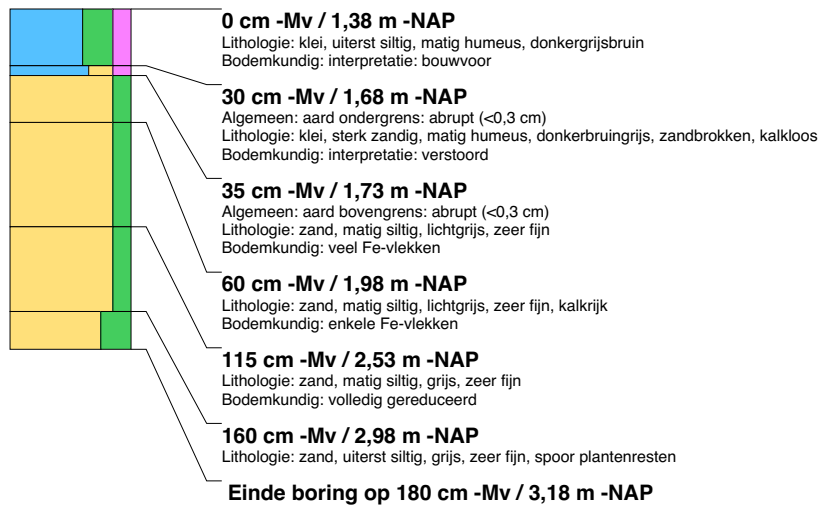 0 cm -Mv / 1,38 m -NAP
Lithologie: klei, uiterst siltig, matig humeus, donkergrijsbruin
Bodemkundig: interpretatie: bouwvoor
30 cm -Mv / 1,68 m -NAP
Algemeen: aard ondergrens: abrupt (<0,3 cm)
Lithologie: klei, sterk zandig, matig humeus, donkerbruingrijs, zandbrokken, kalkloos
Bodemkundig: interpretatie: verstoord
35 cm -Mv / 1,73 m -NAP
Algemeen: aard bovengrens: abrupt (<0,3 cm)
Lithologie: zand, matig siltig, lichtgrijs, zeer fijn
Bodemkundig: veel Fe-vlekken
60 cm -Mv / 1,98 m -NAP
Lithologie: zand, matig siltig, lichtgrijs, zeer fijn, kalkrijk
Bodemkundig: enkele Fe-vlekken
115 cm -Mv / 2,53 m -NAP
Lithologie: zand, matig siltig, grijs, zeer fijn
Bodemkundig: volledig gereduceerd
160 cm -Mv / 2,98 m -NAP
Lithologie: zand, uiterst siltig, grijs, zeer fijn, spoor plantenresten
Einde boring op 180 cm -Mv / 3,18 m -NAP